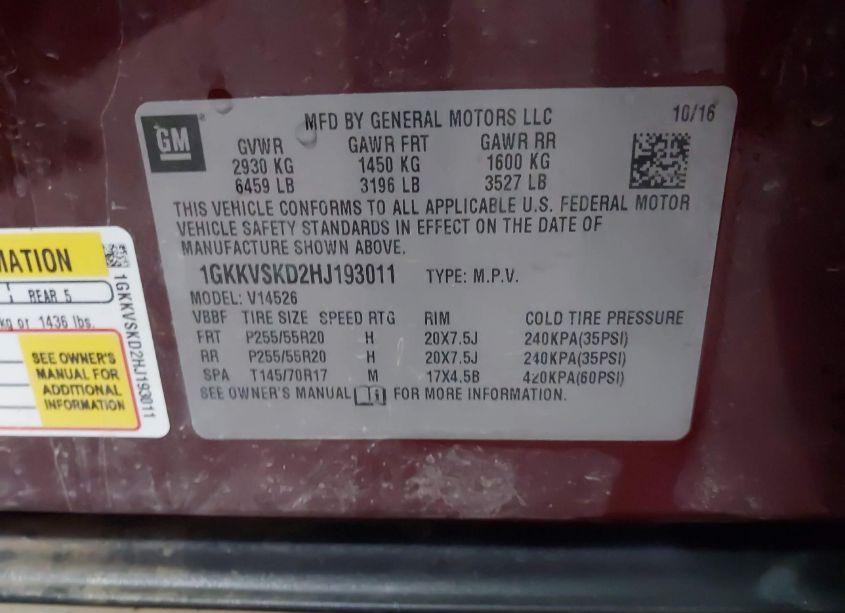 GM
MFD BY GENERAL MOTORS LLC
10/16
GVWR GAWR FRT GAWR RR
2930 KG 1450 KG 1600 KG
6459 LB 3196 LB 3527 LB
THIS VEHICLE CONFORMS TO ALL APPLICABLE U.S. FEDERAL MOTOR
VEHICLE SAFETY STANDARDS IN EFFECT ON THE DATE OF
MANUFACTURE SHOWN ABOVE.
1GKKVSKD2HJ193011 TYPE: M.P.V.
MODEL: V14526
VBBF TIRE SIZE SPEED RTG RIM COLD TIRE PRESSURE
FRT P255/55R20 H 20X7.5J 240KPA(35PSI)
RR P255/55R20 H 20X7.5J 240KPA(35PSI)
SPA T145/70R17 M 17X4.5B 420KPA(60PSI)
SEE OWNER'S MANUAL FOR MORE INFORMATION.
MATION
REAR 5
kg or 1436 lbs.
SEE OWNER'S
MANUAL FOR
ADDITIONAL
INFORMATION
1GKKVSKD2HJ193011